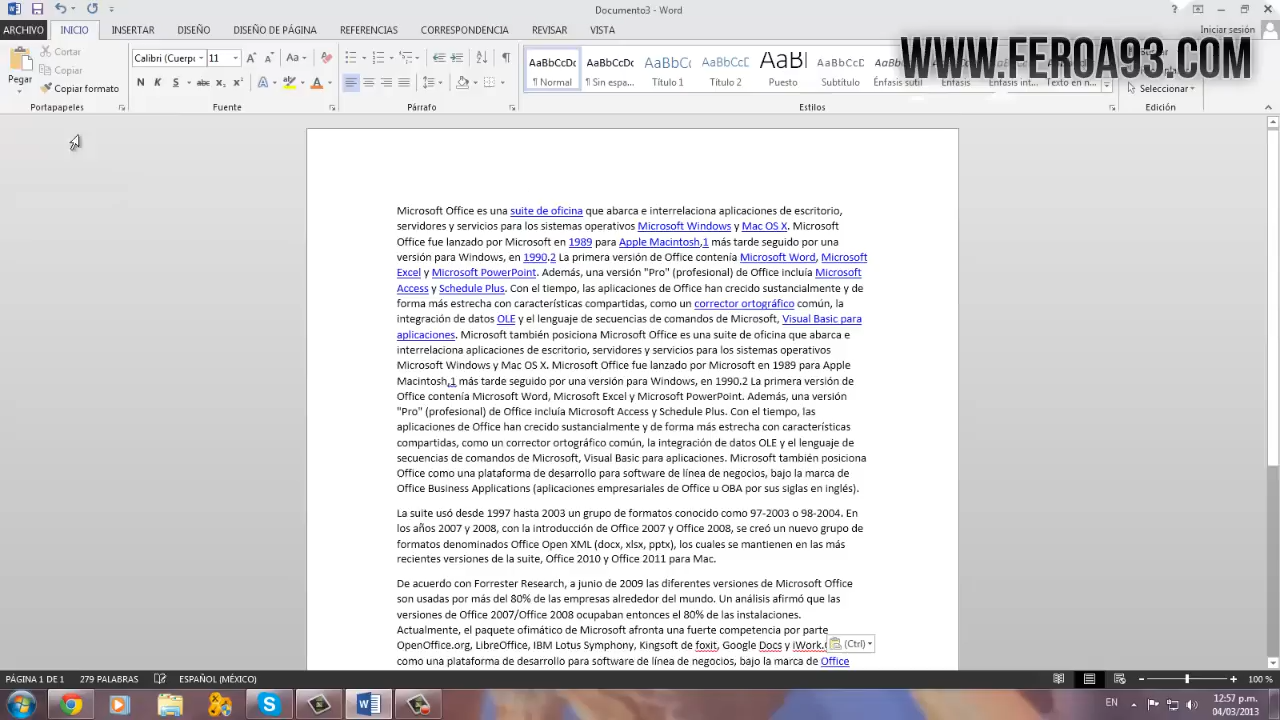 Documento3 - Word
ARCHIVO INICIO INSERTAR DISEÑO DISEÑO DE PÁGINA REFERENCIAS CORRESPONDENCIA REVISAR VISTA Iniciar sesión
WWW.FEROA93.COM
Pegar
Cortar
Copiar
Copiar formato
Portapapeles
Calibri (Cuerp 11 Aa
N K S abc x₂ x²
Fuente
Párrafo
AaBbCcDc AaBbCcDc AaBbC AaBbCcC AaB AaBbCcD
¶ Normal ¶ Sin espa... Título 1 Título 2 Puesto Subtítulo Énfasis sutil Énfasis Énfasis int... Texto en n...
Estilos
Seleccionar
Edición
Microsoft Office es una suite de oficina que abarca e interrelaciona aplicaciones de escritorio,
servidores y servicios para los sistemas operativos Microsoft Windows y Mac OS X. Microsoft
Office fue lanzado por Microsoft en 1989 para Apple Macintosh,1 más tarde seguido por una
versión para Windows, en 1990.2 La primera versión de Office contenía Microsoft Word, Microsoft
Excel y Microsoft PowerPoint. Además, una versión "Pro" (profesional) de Office incluía Microsoft
Access y Schedule Plus. Con el tiempo, las aplicaciones de Office han crecido sustancialmente y de
forma más estrecha con características compartidas, como un corrector ortográfico común, la
integración de datos OLE y el lenguaje de secuencias de comandos de Microsoft, Visual Basic para
aplicaciones. Microsoft también posiciona Microsoft Office es una suite de oficina que abarca e
interrelaciona aplicaciones de escritorio, servidores y servicios para los sistemas operativos
Microsoft Windows y Mac OS X. Microsoft Office fue lanzado por Microsoft en 1989 para Apple
Macintosh,1 más tarde seguido por una versión para Windows, en 1990.2 La primera versión de
Office contenía Microsoft Word, Microsoft Excel y Microsoft PowerPoint. Además, una versión
"Pro" (profesional) de Office incluía Microsoft Access y Schedule Plus. Con el tiempo, las
aplicaciones de Office han crecido sustancialmente y de forma más estrecha con características
compartidas, como un corrector ortográfico común, la integración de datos OLE y el lenguaje de
secuencias de comandos de Microsoft, Visual Basic para aplicaciones. Microsoft también posiciona
Office como una plataforma de desarrollo para software de línea de negocios, bajo la marca de
Office Business Applications (aplicaciones empresariales de Office u OBA por sus siglas en inglés).
La suite usó desde 1997 hasta 2003 un grupo de formatos conocido como 97-2003 o 98-2004. En
los años 2007 y 2008, con la introducción de Office 2007 y Office 2008, se creó un nuevo grupo de
formatos denominados Office Open XML (docx, xlsx, pptx), los cuales se mantienen en las más
recientes versiones de la suite, Office 2010 y Office 2011 para Mac.
De acuerdo con Forrester Research, a junio de 2009 las diferentes versiones de Microsoft Office
son usadas por más del 80% de las empresas alrededor del mundo. Un análisis afirmó que las
versiones de Office 2007/Office 2008 ocupaban entonces el 80% de las instalaciones.
Actualmente, el paquete ofimático de Microsoft afronta una fuerte competencia por parte
OpenOffice.org, LibreOffice, IBM Lotus Symphony, Kingsoft de foxit, Google Docs y iWork.
(Ctrl)
como una plataforma de desarrollo para software de línea de negocios, bajo la marca de Office
PÁGINA 1 DE 1 279 PALABRAS ESPAÑOL (MÉXICO) 100 %
EN 12:57 p.m.
04/03/2013